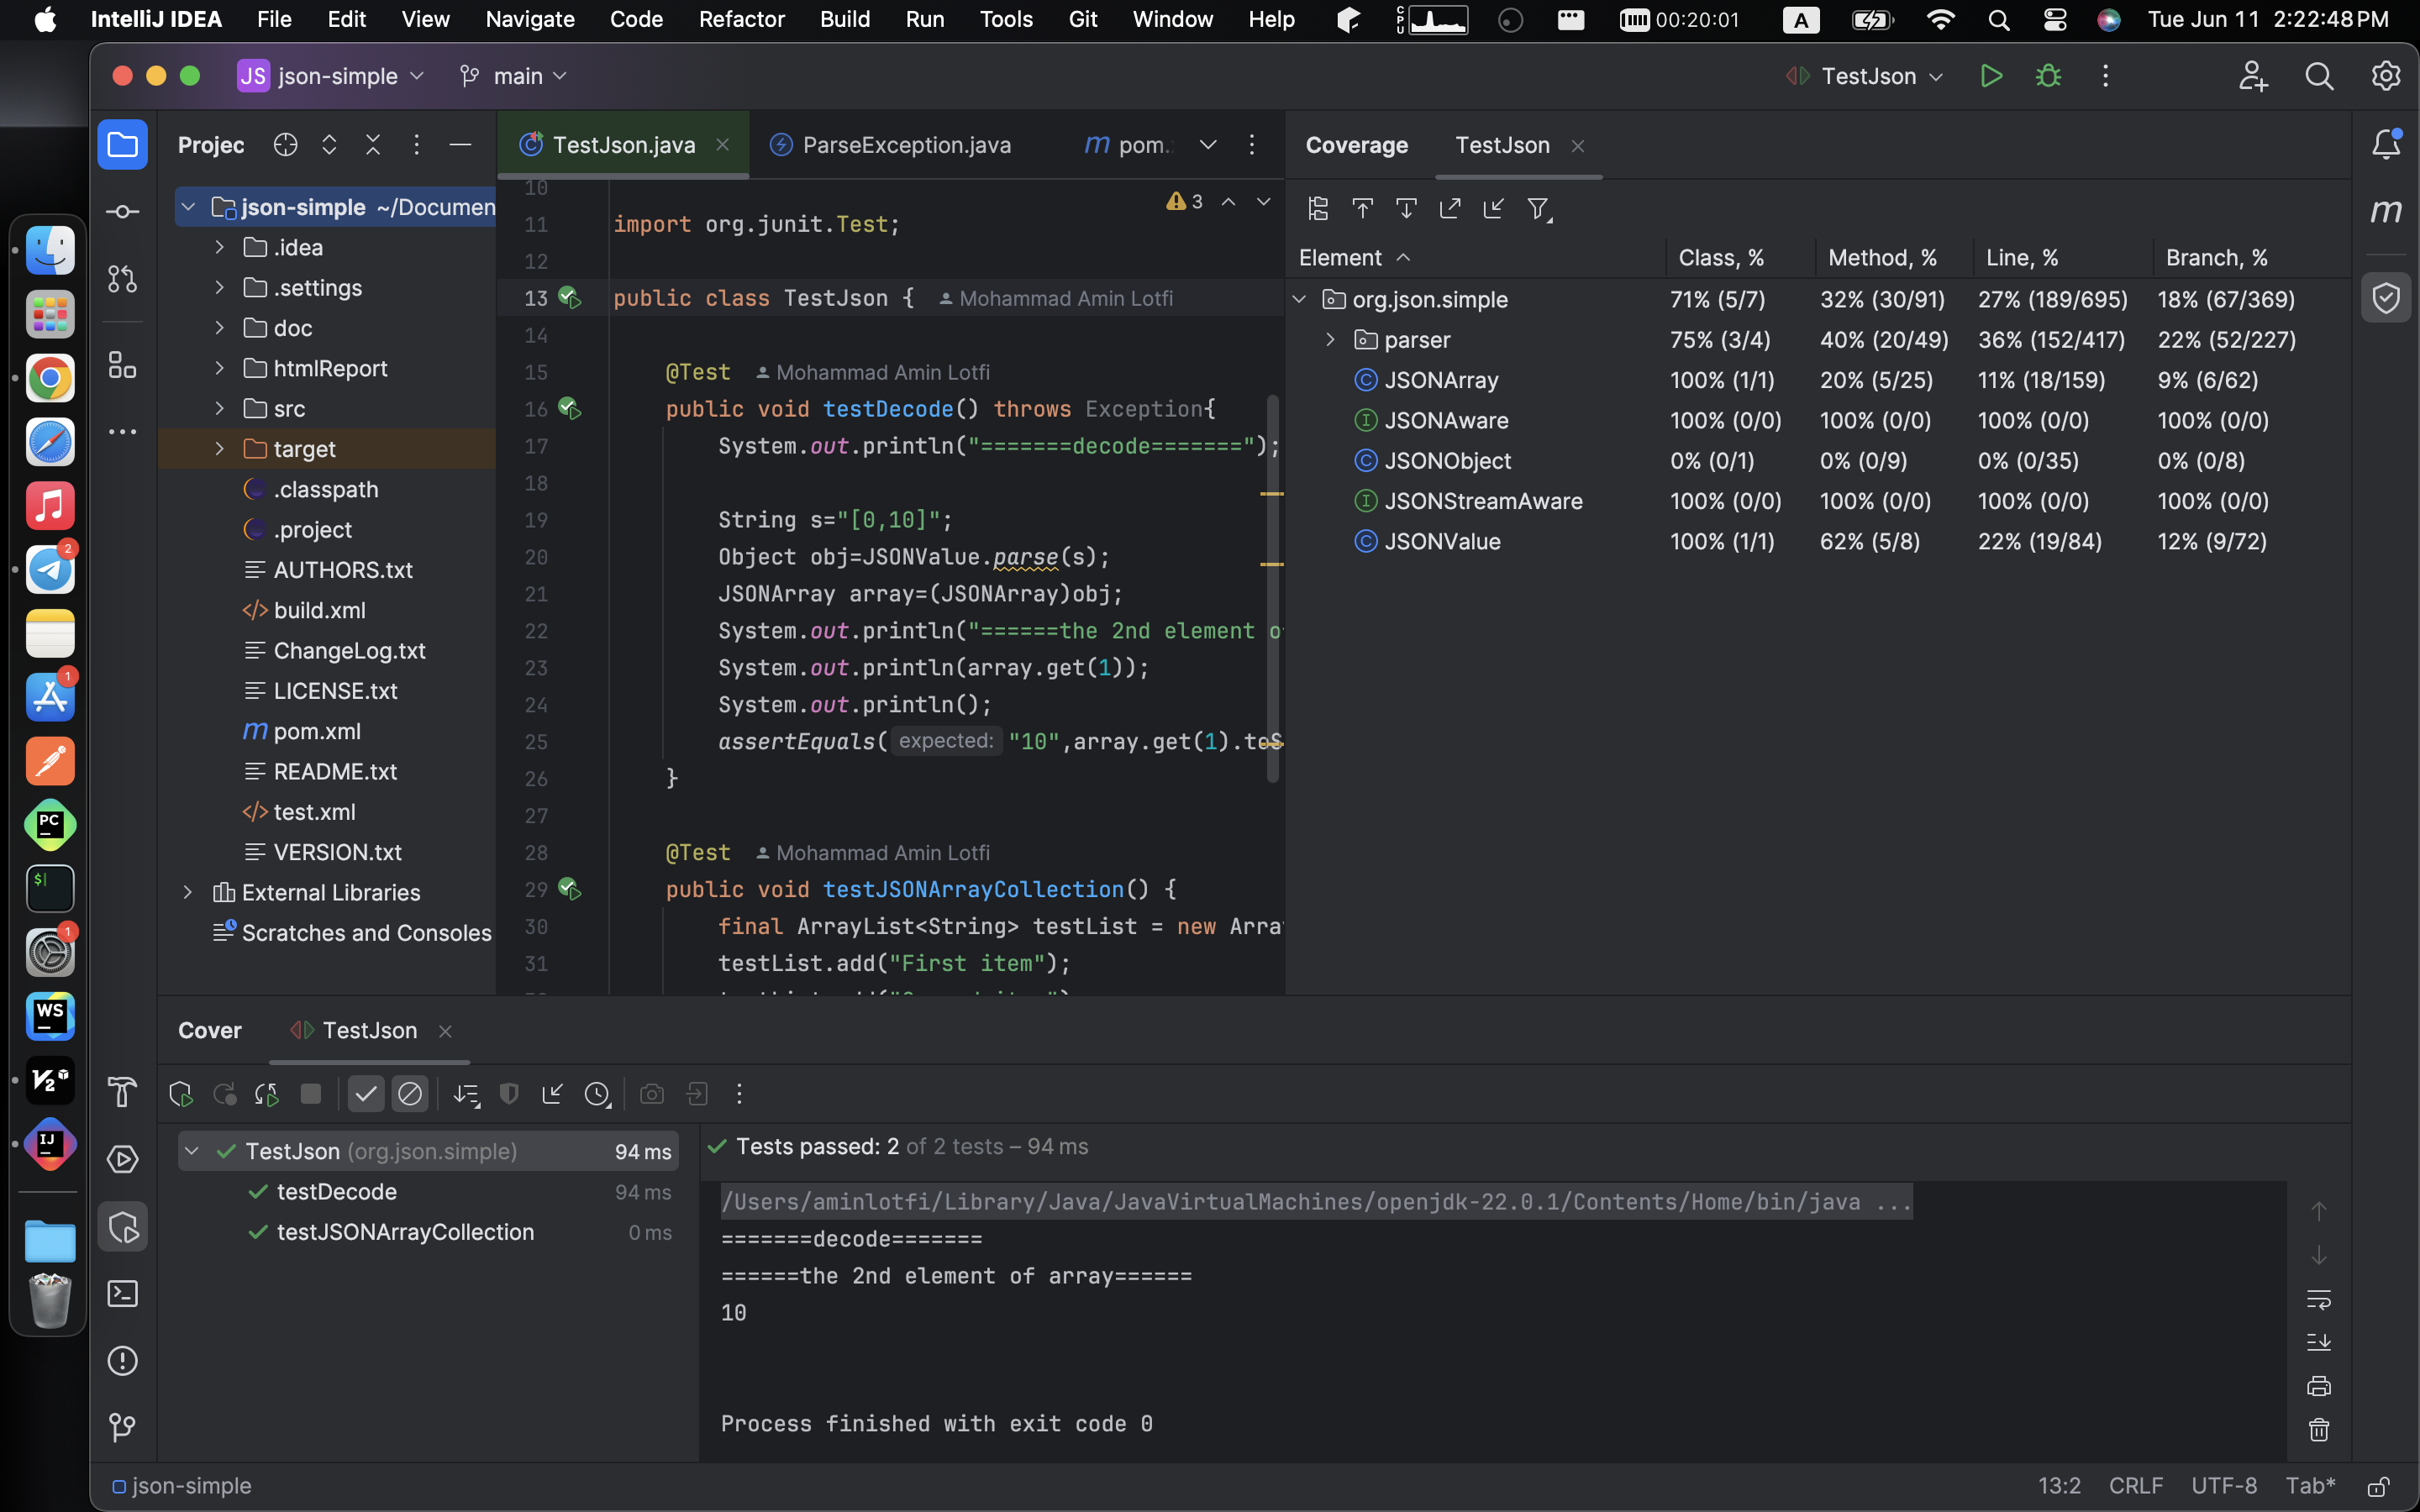 IntelliJ IDEA File Edit View Navigate Code Refactor Build Run Tools Git Window Help CPU 00:20:01 A Tue Jun 11 2:22:48 PM
JS json-simple main TestJson
Projec
TestJson.java ParseException.java m pom.
Coverage TestJson
json-simple ~/Documen
.idea
.settings
doc
htmlReport
src
target
.classpath
.project
AUTHORS.txt
build.xml
ChangeLog.txt
LICENSE.txt
m pom.xml
README.txt
test.xml
VERSION.txt
External Libraries
Scratches and Consoles
3
10
11 import org.junit.Test;
12
13 public class TestJson { Mohammad Amin Lotfi
14
15 @Test Mohammad Amin Lotfi
16 public void testDecode() throws Exception{
17 System.out.println("=======decode=======");
18
19 String s="[0,10]";
20 Object obj=JSONValue.parse(s);
21 JSONArray array=(JSONArray)obj;
22 System.out.println("======the 2nd element o
23 System.out.println(array.get(1));
24 System.out.println();
25 assertEquals( expected: "10",array.get(1).toS
26 }
27
28 @Test Mohammad Amin Lotfi
29 public void testJSONArrayCollection() {
30 final ArrayList<String> testList = new Arra
31 testList.add("First item");
m
Element Class, % Method, % Line, % Branch, %
org.json.simple 71% (5/7) 32% (30/91) 27% (189/695) 18% (67/369)
parser 75% (3/4) 40% (20/49) 36% (152/417) 22% (52/227)
C JSONArray 100% (1/1) 20% (5/25) 11% (18/159) 9% (6/62)
I JSONAware 100% (0/0) 100% (0/0) 100% (0/0) 100% (0/0)
C JSONObject 0% (0/1) 0% (0/9) 0% (0/35) 0% (0/8)
I JSONStreamAware 100% (0/0) 100% (0/0) 100% (0/0) 100% (0/0)
C JSONValue 100% (1/1) 62% (5/8) 22% (19/84) 12% (9/72)
2
1
PC
$
1
WS
V2
IJ
Cover TestJson
TestJson (org.json.simple) 94 ms
testDecode 94 ms
testJSONArrayCollection 0 ms
Tests passed: 2 of 2 tests – 94 ms
/Users/aminlotfi/Library/Java/JavaVirtualMachines/openjdk-22.0.1/Contents/Home/bin/java ...
=======decode=======
======the 2nd element of array======
10
Process finished with exit code 0
json-simple 13:2 CRLF UTF-8 Tab*